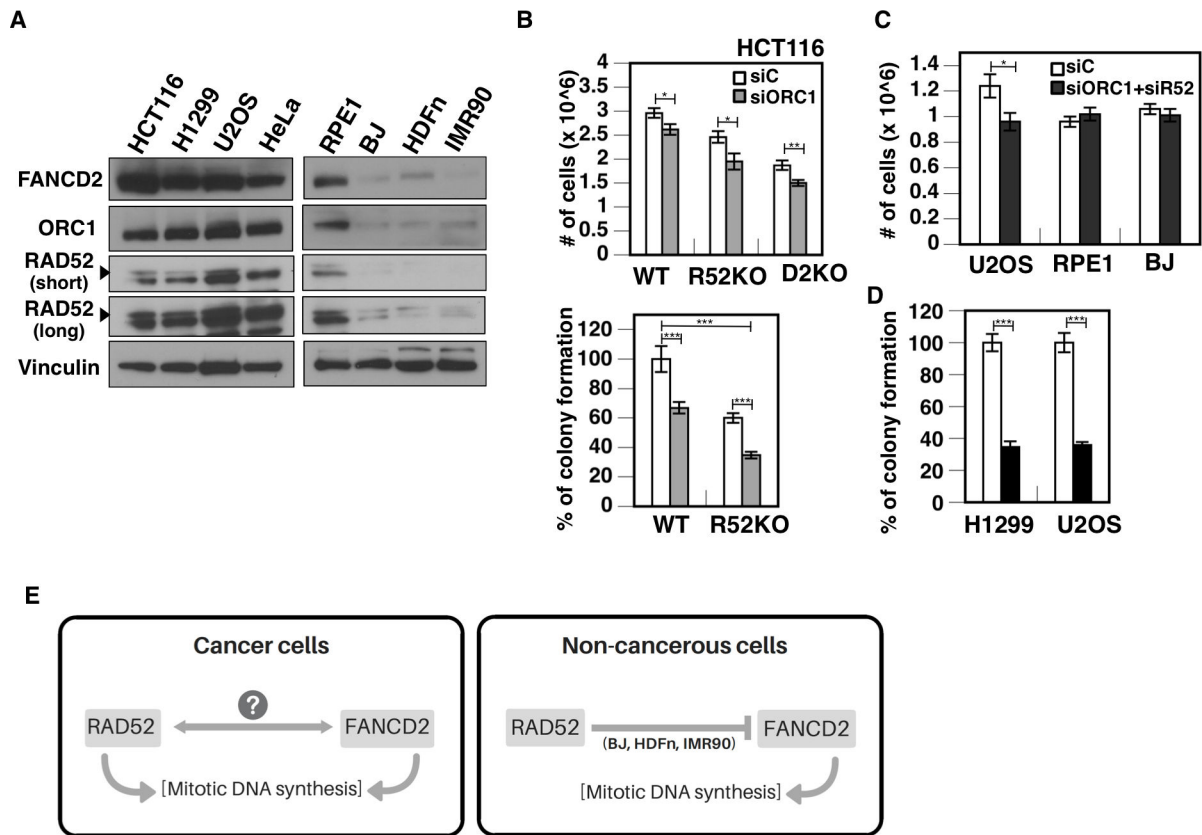 A
HCT116
H1299
U2OS
HeLa
RPE1
BJ
HDFn
IMR90
FANCD2
ORC1
RAD52
(short)
RAD52
(long)
Vinculin
B
HCT116
# of cells (x 10^6)
4
3.5
3
2.5
2
1.5
1
0.5
0
siC
siORC1
*
*
**
WT
R52KO
D2KO
% of colony formation
120
100
80
60
40
20
0
***
***
***
WT
R52KO
C
# of cells (x 10^6)
1.4
1.2
1
0.8
0.6
0.4
0.2
0
siC
siORC1+siR52
*
U2OS
RPE1
BJ
D
% of colony formation
120
100
80
60
40
20
0
***
***
H1299
U2OS
E
Cancer cells
RAD52
?
FANCD2
[Mitotic DNA synthesis]
Non-cancerous cells
RAD52
(BJ, HDFn, IMR90)
FANCD2
[Mitotic DNA synthesis]